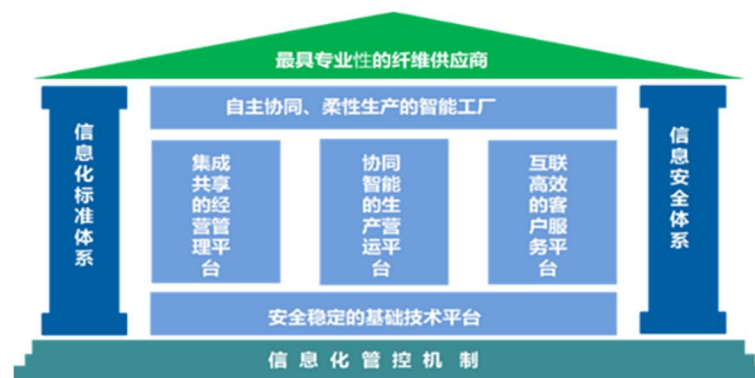 最具专业性的纤维供应商
自主协同、柔性生产的智能工厂
信息化标准体系
集成
共享
的经
营管
理平
台
协同
智能
的生
产营
运平
台
互联
高效
的客
户服
务平
台
信息安全体系
安全稳定的基础技术平台
信息化管控机制